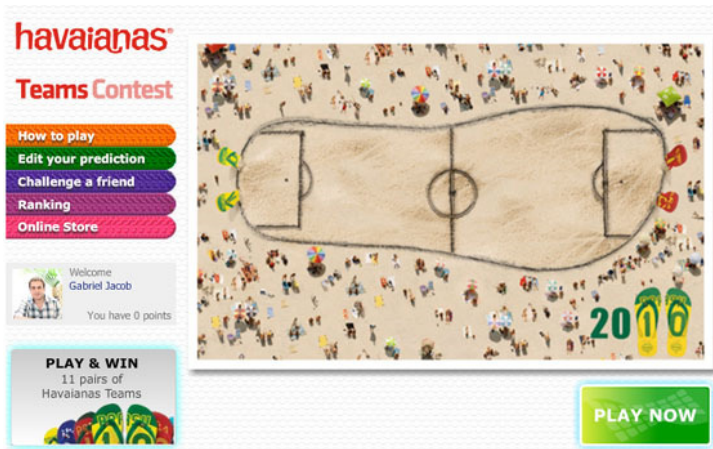 havaianas®
Teams Contest
How to play
Edit your prediction
Challenge a friend
Ranking
Online Store
Welcome
Gabriel Jacob
You have 0 points
PLAY & WIN
11 pairs of
Havaianas Teams
2010
PLAY NOW